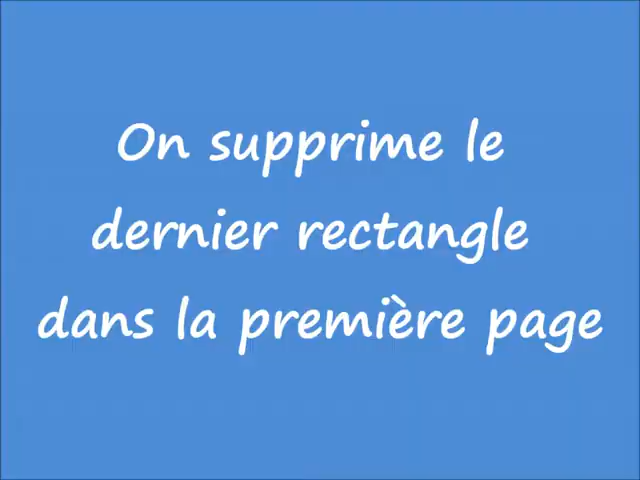 On supprime le
dernier rectangle
dans la première page